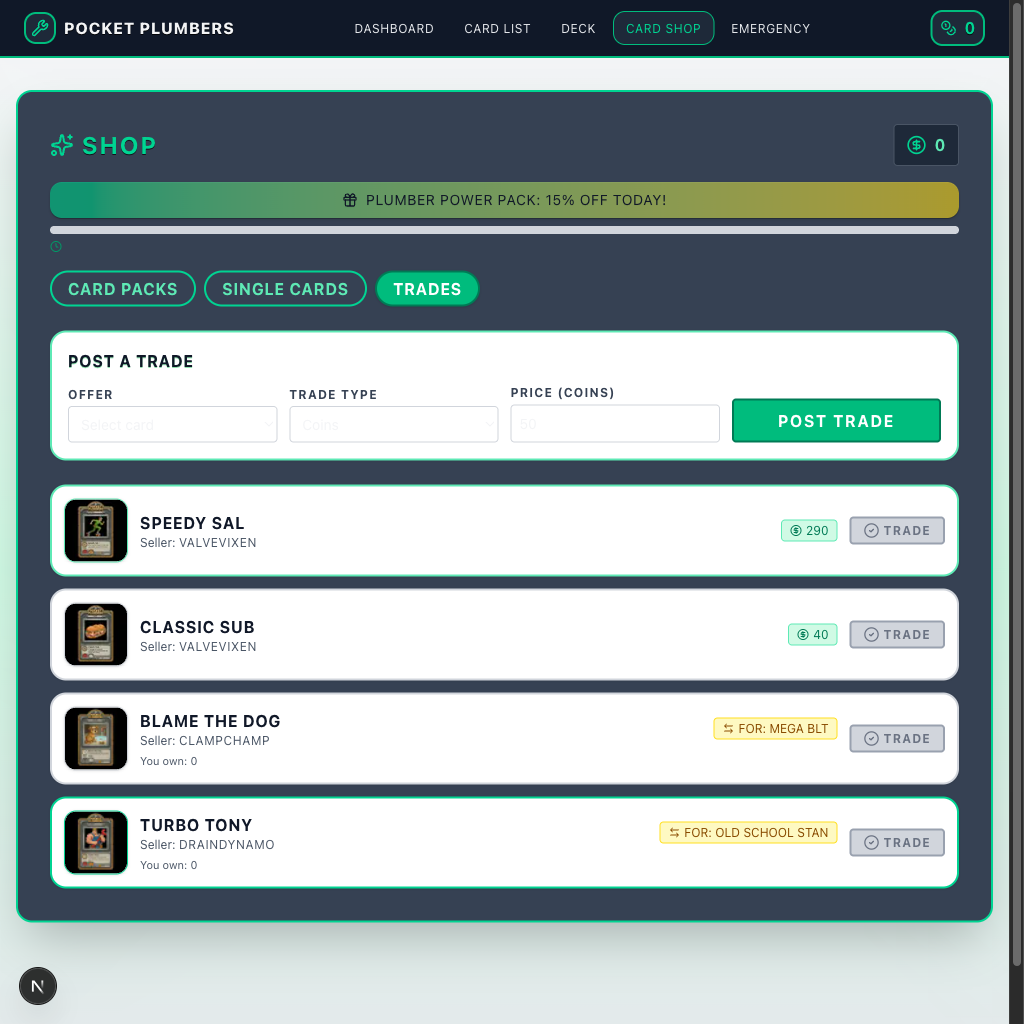 POCKET PLUMBERS
DASHBOARD
CARD LIST
DECK
CARD SHOP
EMERGENCY
0
SHOP
0
PLUMBER POWER PACK: 15% OFF TODAY!
CARD PACKS
SINGLE CARDS
TRADES
POST A TRADE
OFFER
TRADE TYPE
PRICE (COINS)
Select card
Coins
50
POST TRADE
SPEEDY SAL
Seller: VALVEVIXEN
290
TRADE
CLASSIC SUB
Seller: VALVEVIXEN
40
TRADE
BLAME THE DOG
Seller: CLAMPCHAMP
You own: 0
FOR: MEGA BLT
TRADE
TURBO TONY
Seller: DRAINDYNAMO
You own: 0
FOR: OLD SCHOOL STAN
TRADE
N